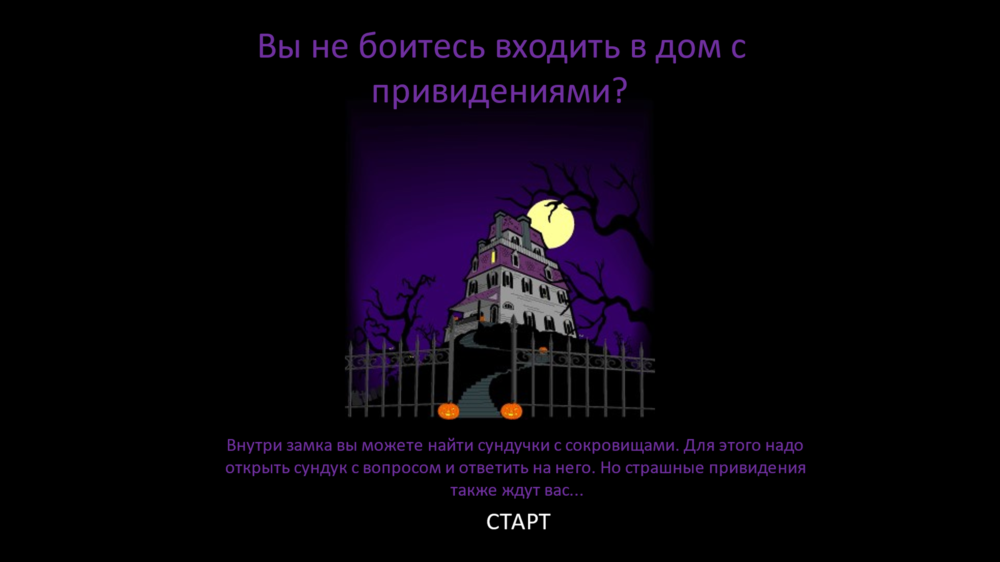 Вы не боитесь входить в дом с
привидениями?
Внутри замка вы можете найти сундучки с сокровищами. Для этого надо
открыть сундук с вопросом и ответить на него. Но страшные привидения
также ждут вас...
СТАРТ